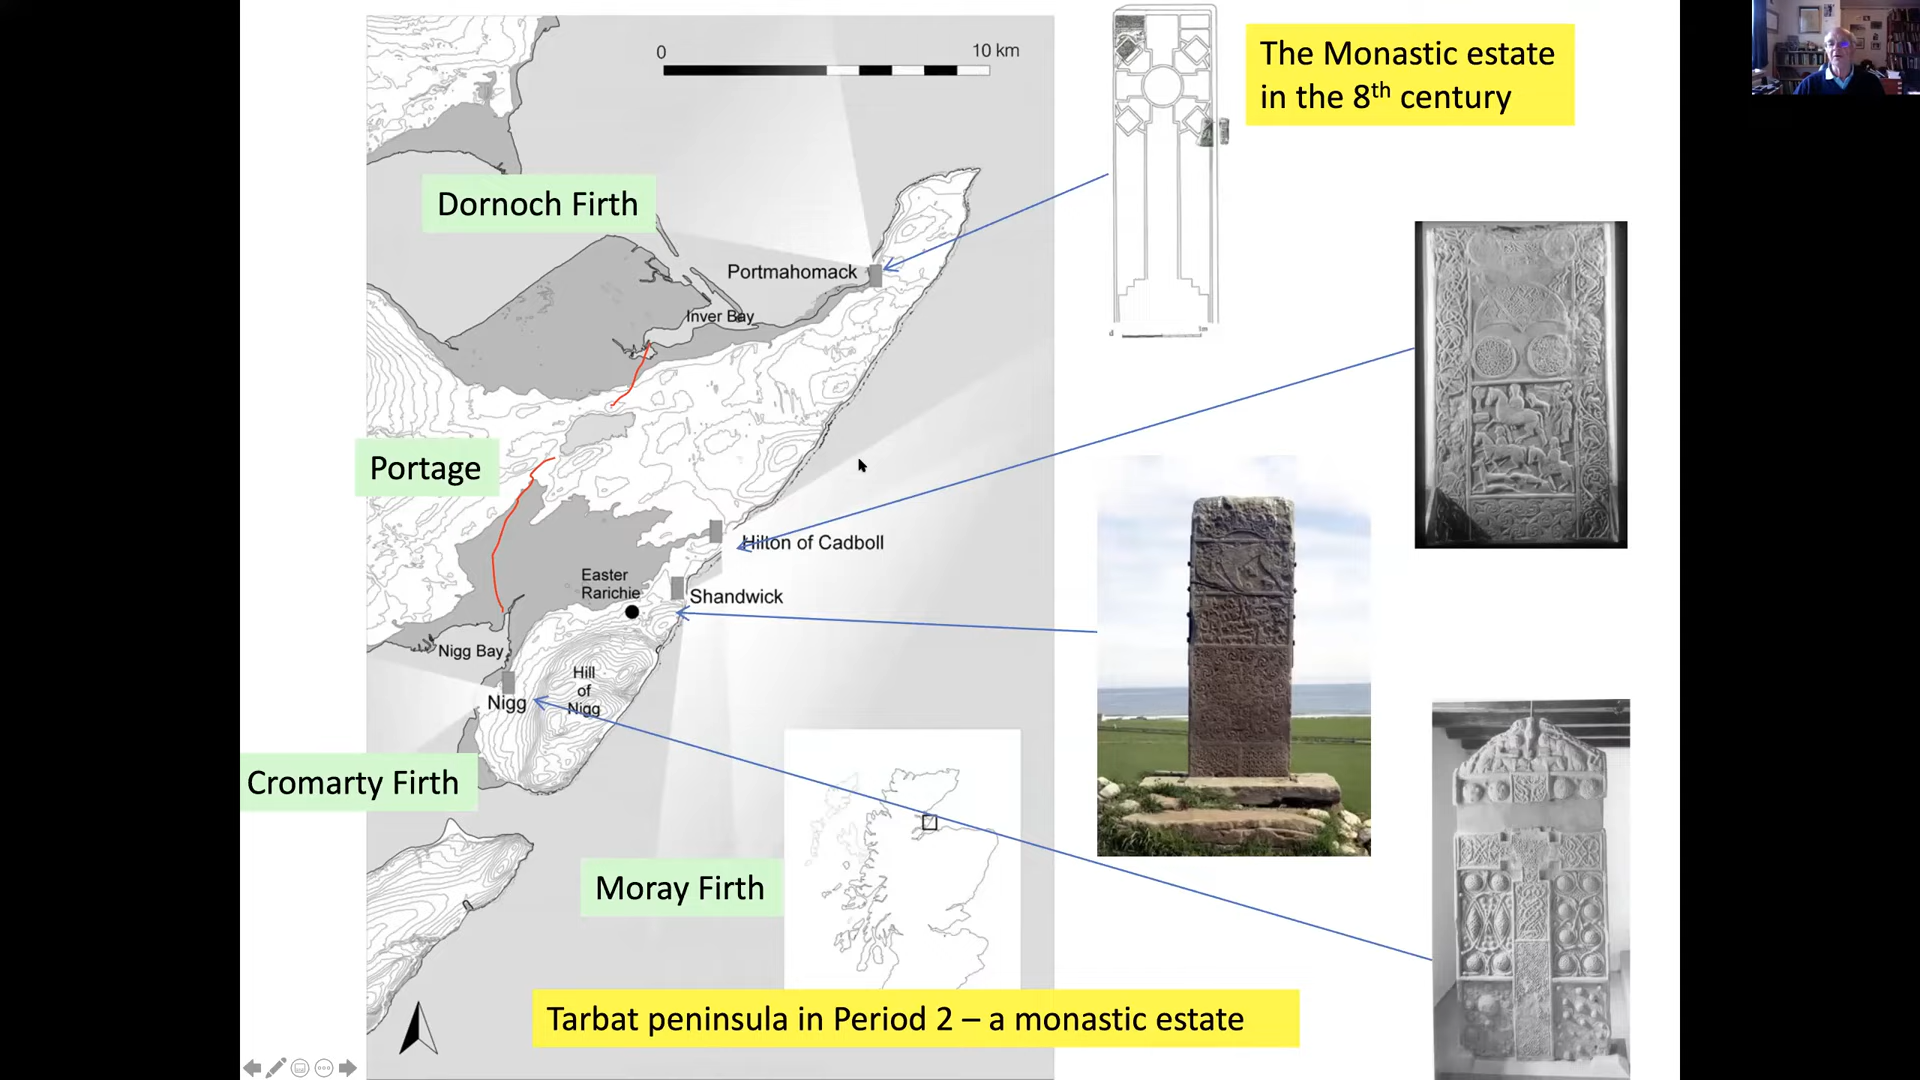 0 10 km
The Monastic estate
in the 8th century
Dornoch Firth
Portmahomack
Inver Bay
d 1m
Portage
Hilton of Cadboll
Easter
Rarichie
Shandwick
Nigg Bay
Hill
of
Nigg
Nigg
Cromarty Firth
Moray Firth
Tarbat peninsula in Period 2 – a monastic estate